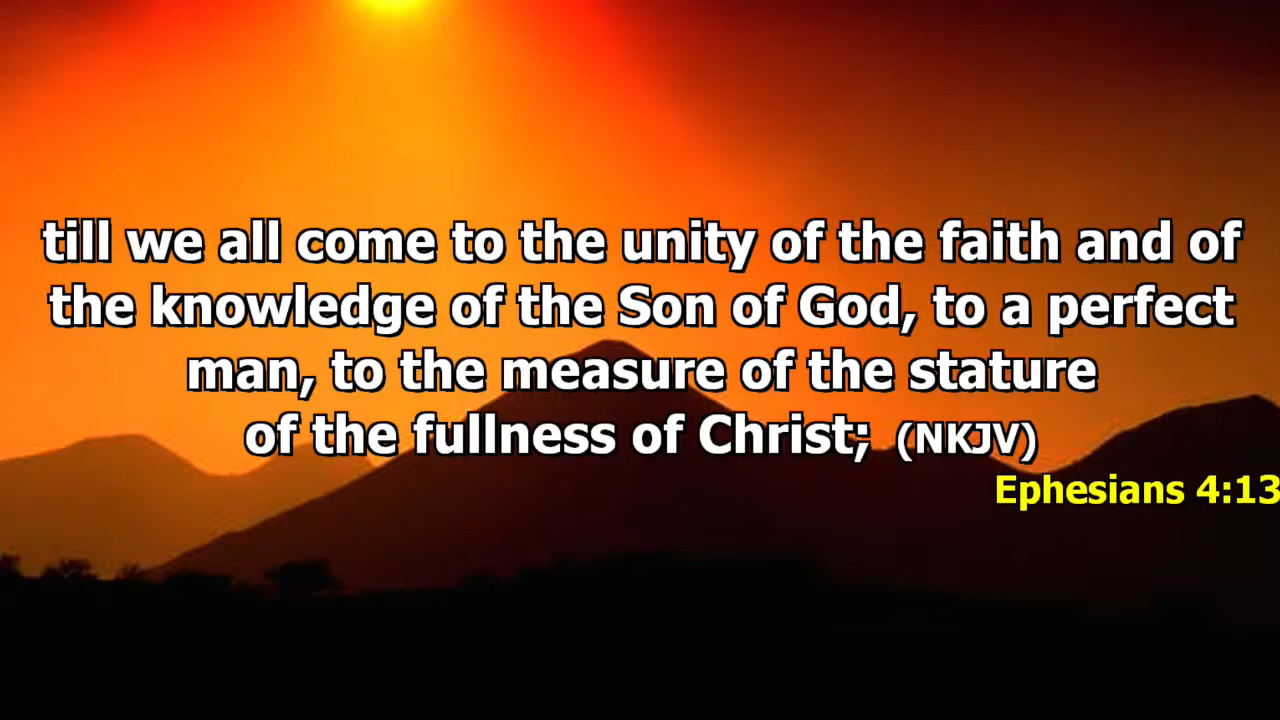 till we all come to the unity of the faith and of
the knowledge of the Son of God, to a perfect
man, to the measure of the stature
of the fullness of Christ; (NKJV)
Ephesians 4:13